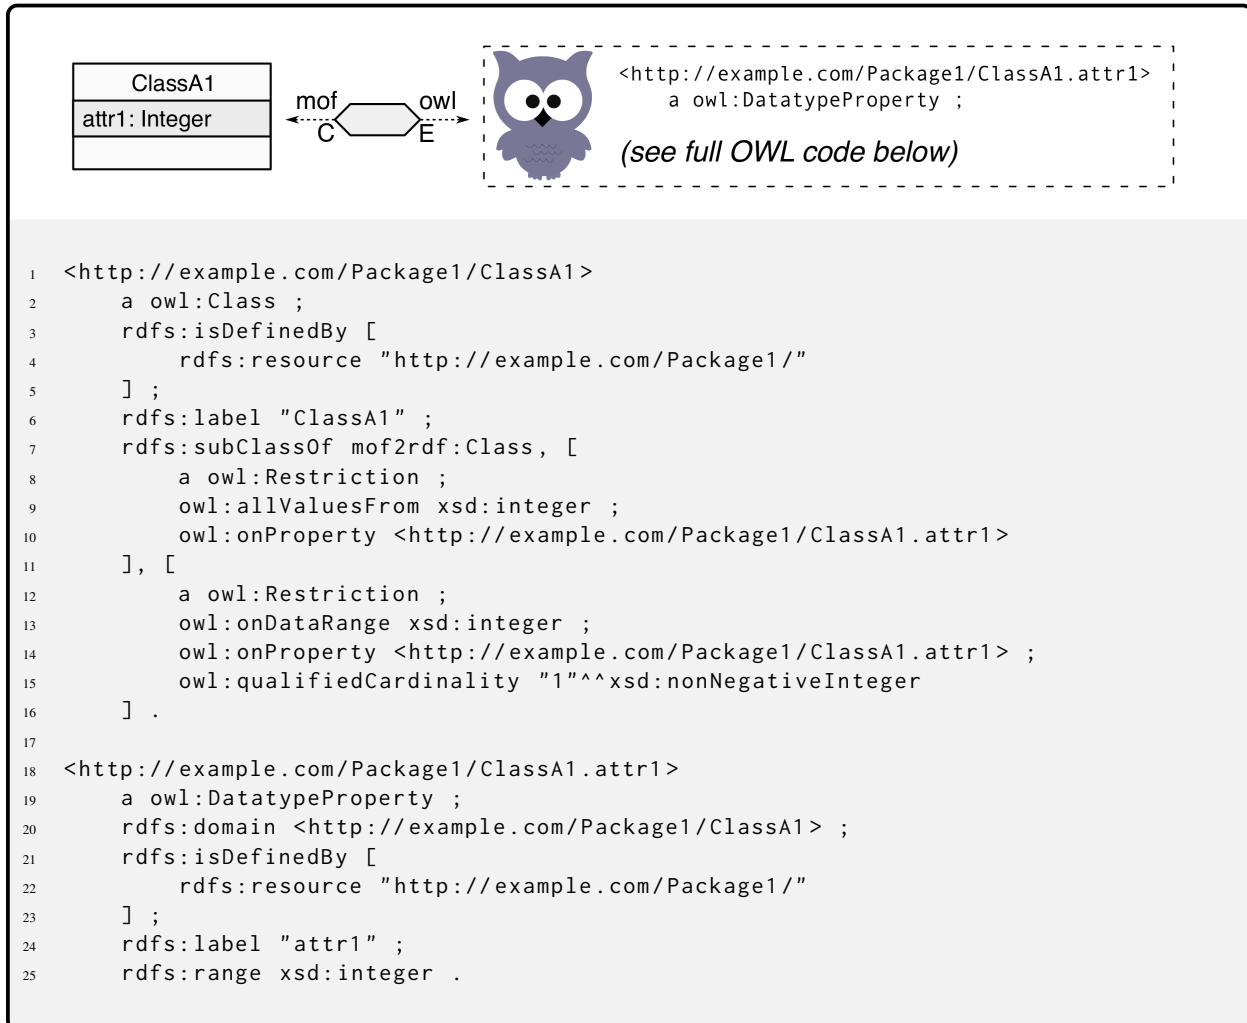 ClassA1
attr1: Integer
mof
C
owl
E
<http://example.com/Package1/ClassA1.attr1>
    a owl:DatatypeProperty ;
(see full OWL code below)
1 <http://example.com/Package1/ClassA1>
2     a owl:Class ;
3     rdfs:isDefinedBy [
4         rdfs:resource "http://example.com/Package1/"
5     ] ;
6     rdfs:label "ClassA1" ;
7     rdfs:subClassOf mof2rdf:Class, [
8         a owl:Restriction ;
9         owl:allValuesFrom xsd:integer ;
10         owl:onProperty <http://example.com/Package1/ClassA1.attr1>
11     ], [
12         a owl:Restriction ;
13         owl:onDataRange xsd:integer ;
14         owl:onProperty <http://example.com/Package1/ClassA1.attr1> ;
15         owl:qualifiedCardinality "1"^^xsd:nonNegativeInteger
16     ] .
17
18 <http://example.com/Package1/ClassA1.attr1>
19     a owl:DatatypeProperty ;
20     rdfs:domain <http://example.com/Package1/ClassA1> ;
21     rdfs:isDefinedBy [
22         rdfs:resource "http://example.com/Package1/"
23     ] ;
24     rdfs:label "attr1" ;
25     rdfs:range xsd:integer .